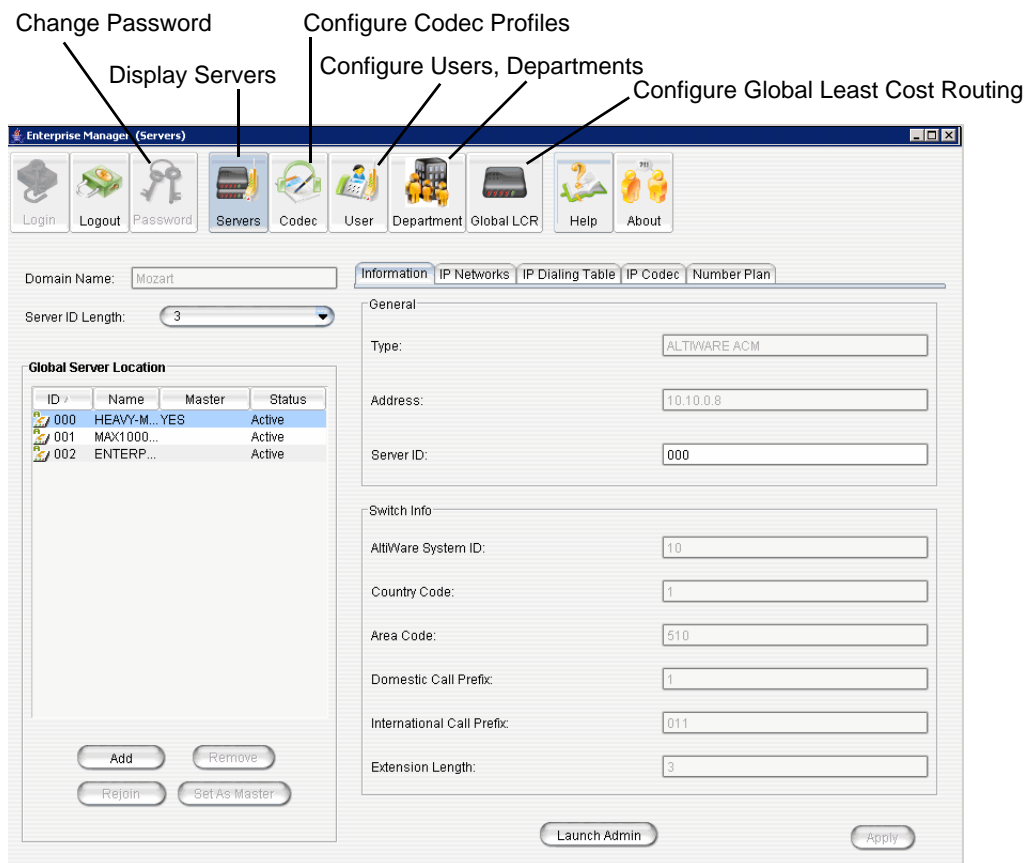 Change Password
Configure Codec Profiles
Display Servers
Configure Users, Departments
Configure Global Least Cost Routing
Enterprise Manager (Servers)
Login
Logout
Password
Servers
Codec
User
Department
Global LCR
Help
About
Domain Name: Mozart
Server ID Length: 3
Global Server Location
ID Name Master Status
000 HEAVY-M... YES Active
001 MAX1000... Active
002 ENTERP... Active
Add
Remove
Rejoin
Set As Master
Information
IP Networks
IP Dialing Table
IP Codec
Number Plan
General
Type: ALTIWARE ACM
Address: 10.10.0.8
Server ID: 000
Switch Info
AltiWare System ID: 10
Country Code: 1
Area Code: 510
Domestic Call Prefix: 1
International Call Prefix: 011
Extension Length: 3
Launch Admin
Apply